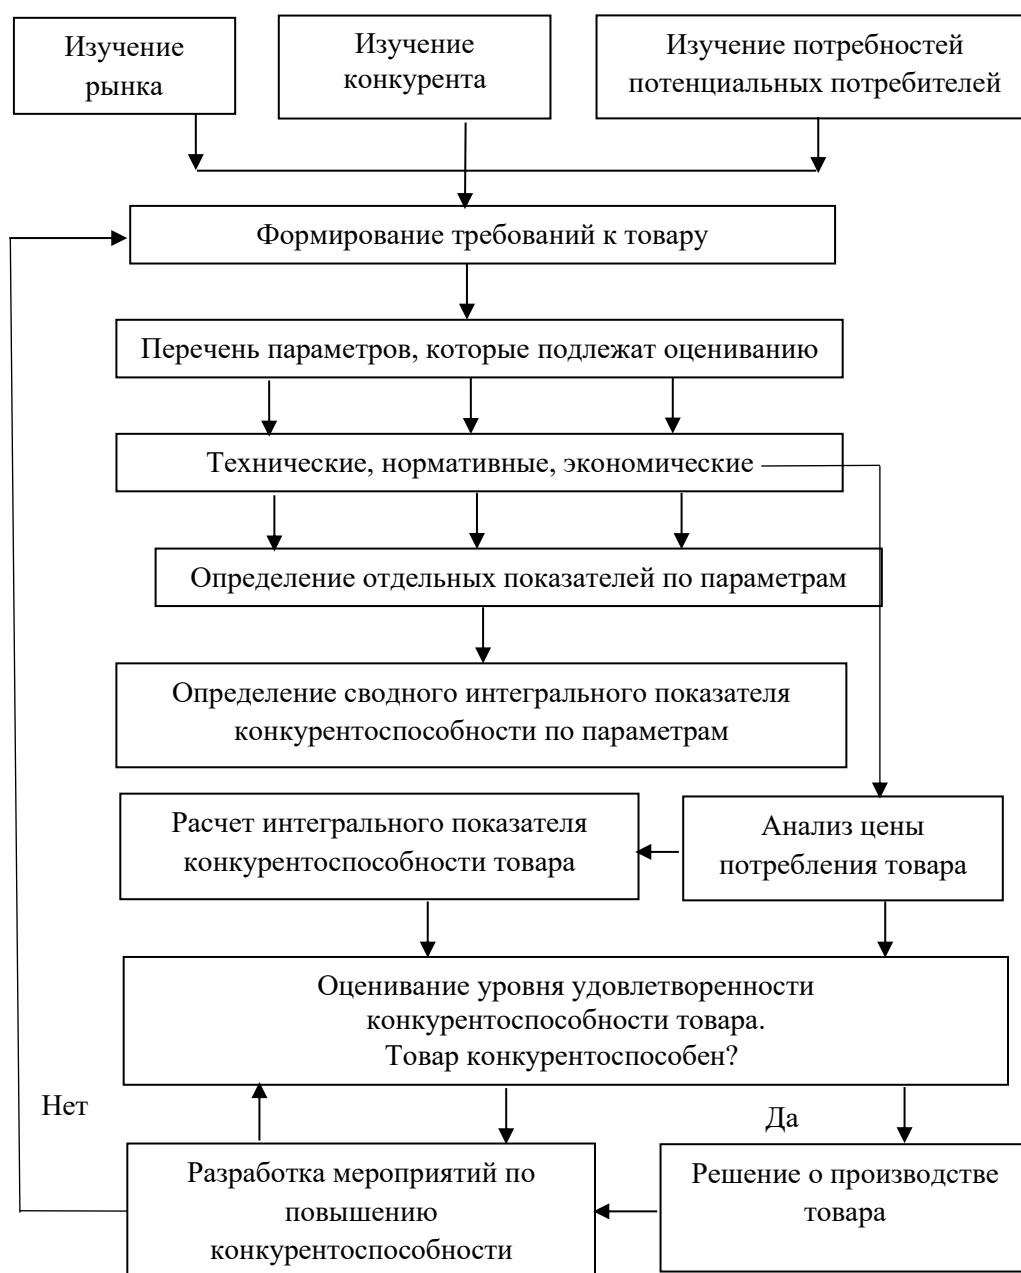 Изучение
рынка
Изучение
конкурента
Изучение потребностей
потенциальных потребителей
Формирование требований к товару
Перечень параметров, которые подлежат оцениванию
Технические, нормативные, экономические
Определение отдельных показателей по параметрам
Определение сводного интегрального показателя
конкурентоспособности по параметрам
Расчет интегрального показателя
конкурентоспособности товара
Анализ цены
потребления товара
Оценивание уровня удовлетворенности
конкурентоспособности товара.
Товар конкурентоспособен?
Нет
Да
Разработка мероприятий по
повышению
конкурентоспособности
Решение о производстве
товара